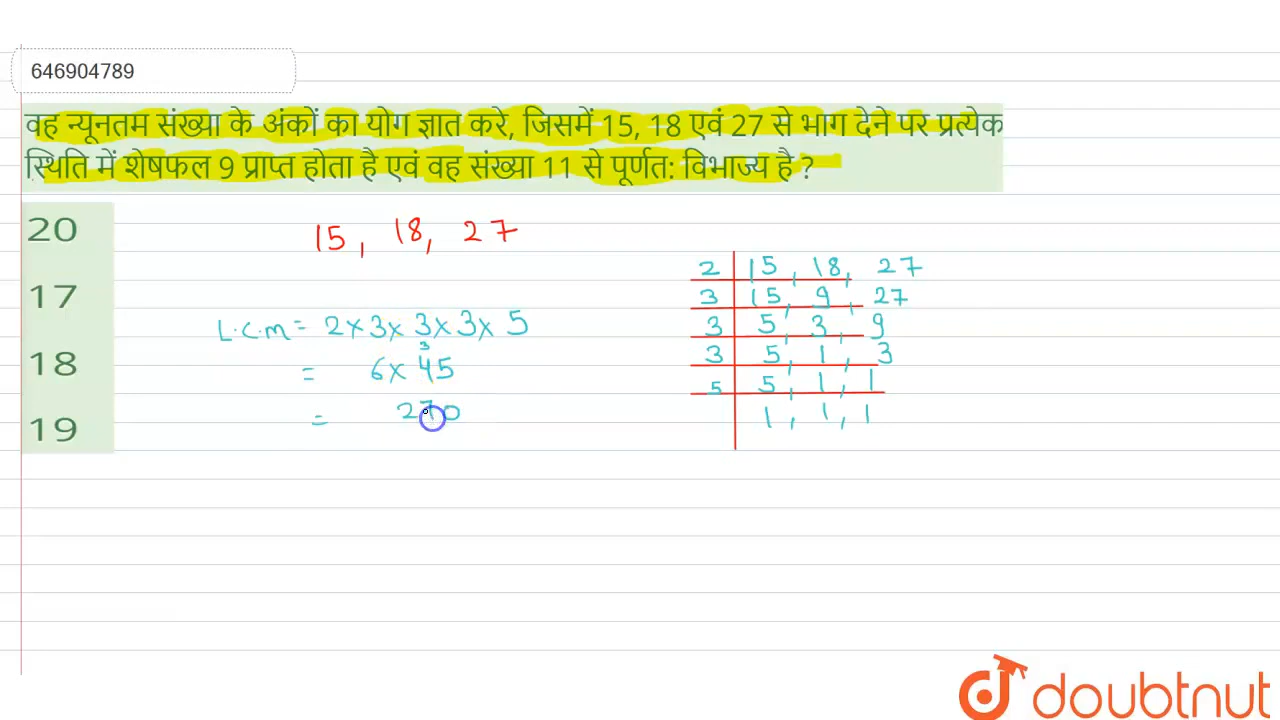 646904789
वह न्यूनतम संख्या के अंकों का योग ज्ञात करे, जिसमें 15, 18 एवं 27 से भाग देने पर प्रत्येक
स्थिति में शेषफल 9 प्राप्त होता है एवं वह संख्या 11 से पूर्णत: विभाज्य है ?
20
17
18
19
15, 18, 27
L.C.M = 2 x 3 x 3 x 3 x 5
3
= 6 x 45
= 270
2 15, 18, 27
3 15, 9, 27
3 5, 3, 9
3 5, 1, 3
5 5, 1, 1
1, 1, 1
doubtnut